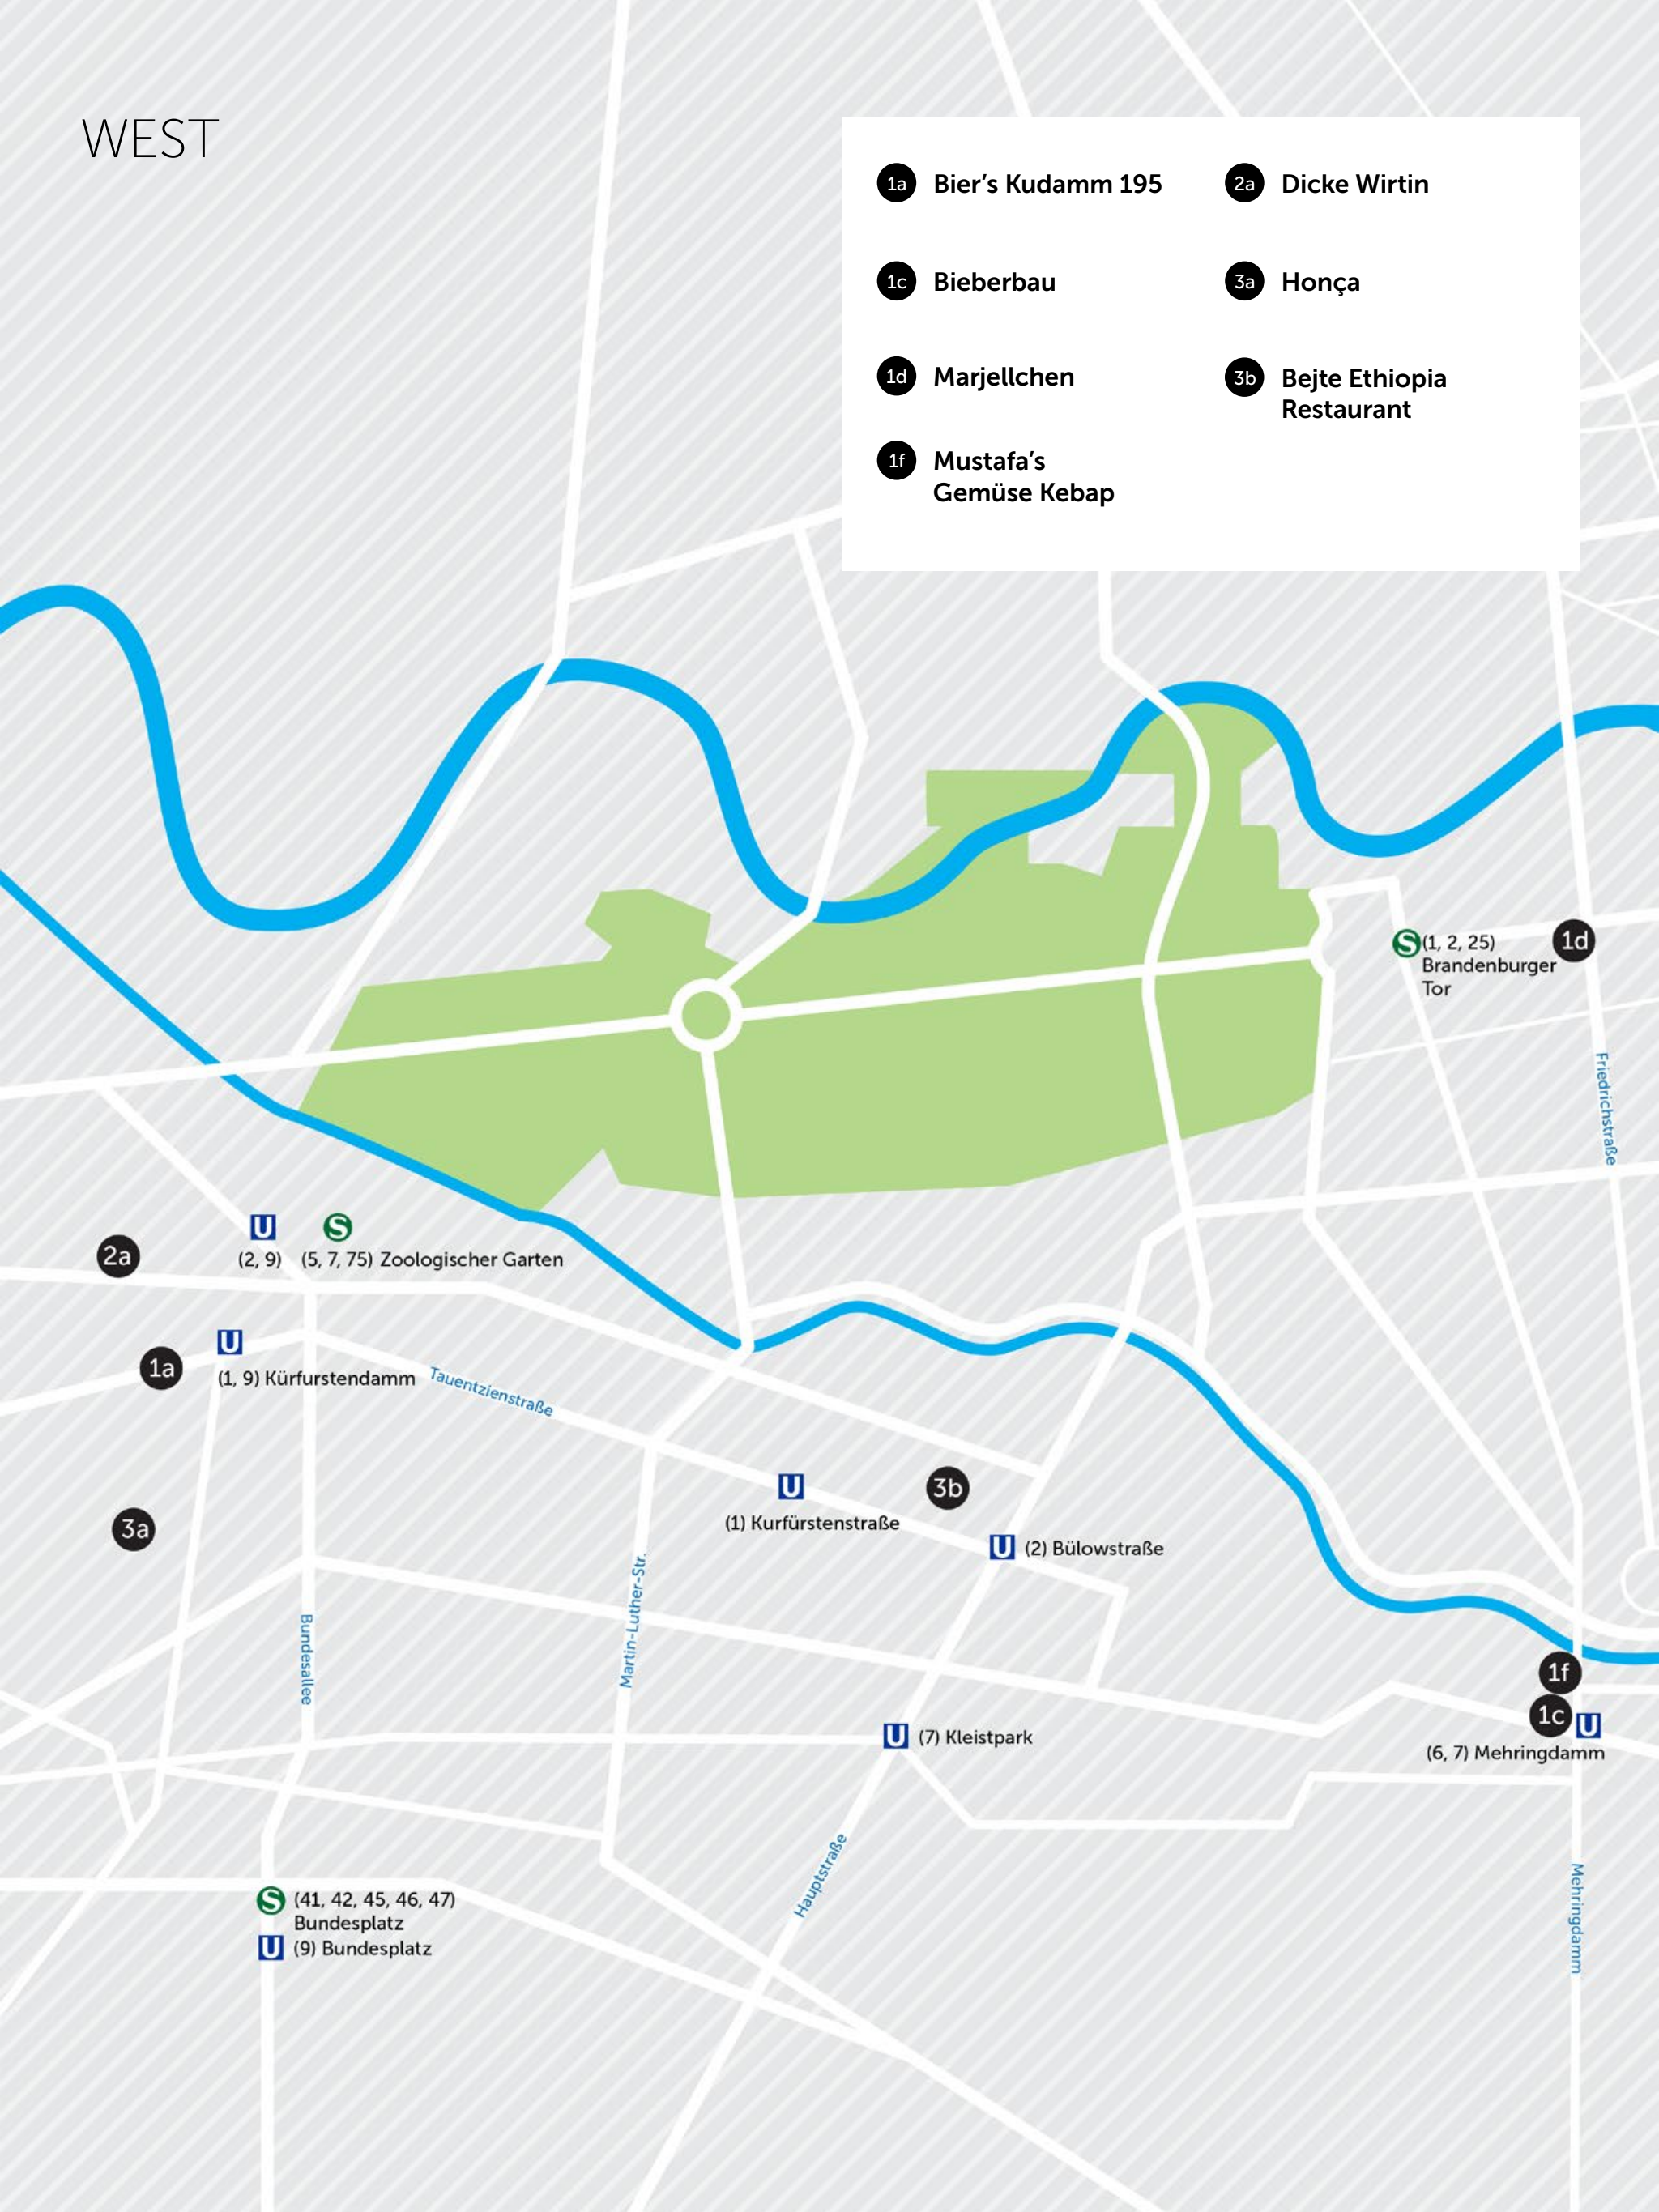 WEST
1a Bier’s Kudamm 195
2a Dicke Wirtin
1c Bieberbau
3a Honça
1d Marjellchen
3b Bejte Ethiopia
Restaurant
1f Mustafa’s
Gemüse Kebap
S (1, 2, 25)
Brandenburger
Tor
1d
Friedrichstraße
2a
U S
(2, 9) (5, 7, 75) Zoologischer Garten
U
1a
(1, 9) Kürfurstendamm
Tauentzienstraße
3a
U
(1) Kurfürstenstraße
3b
U (2) Bülowstraße
Martin-Luther-Str.
Bundesallee
1f
1c U
(6, 7) Mehringdamm
U (7) Kleistpark
Hauptstraße
Mehringdamm
S (41, 42, 45, 46, 47)
Bundesplatz
U (9) Bundesplatz